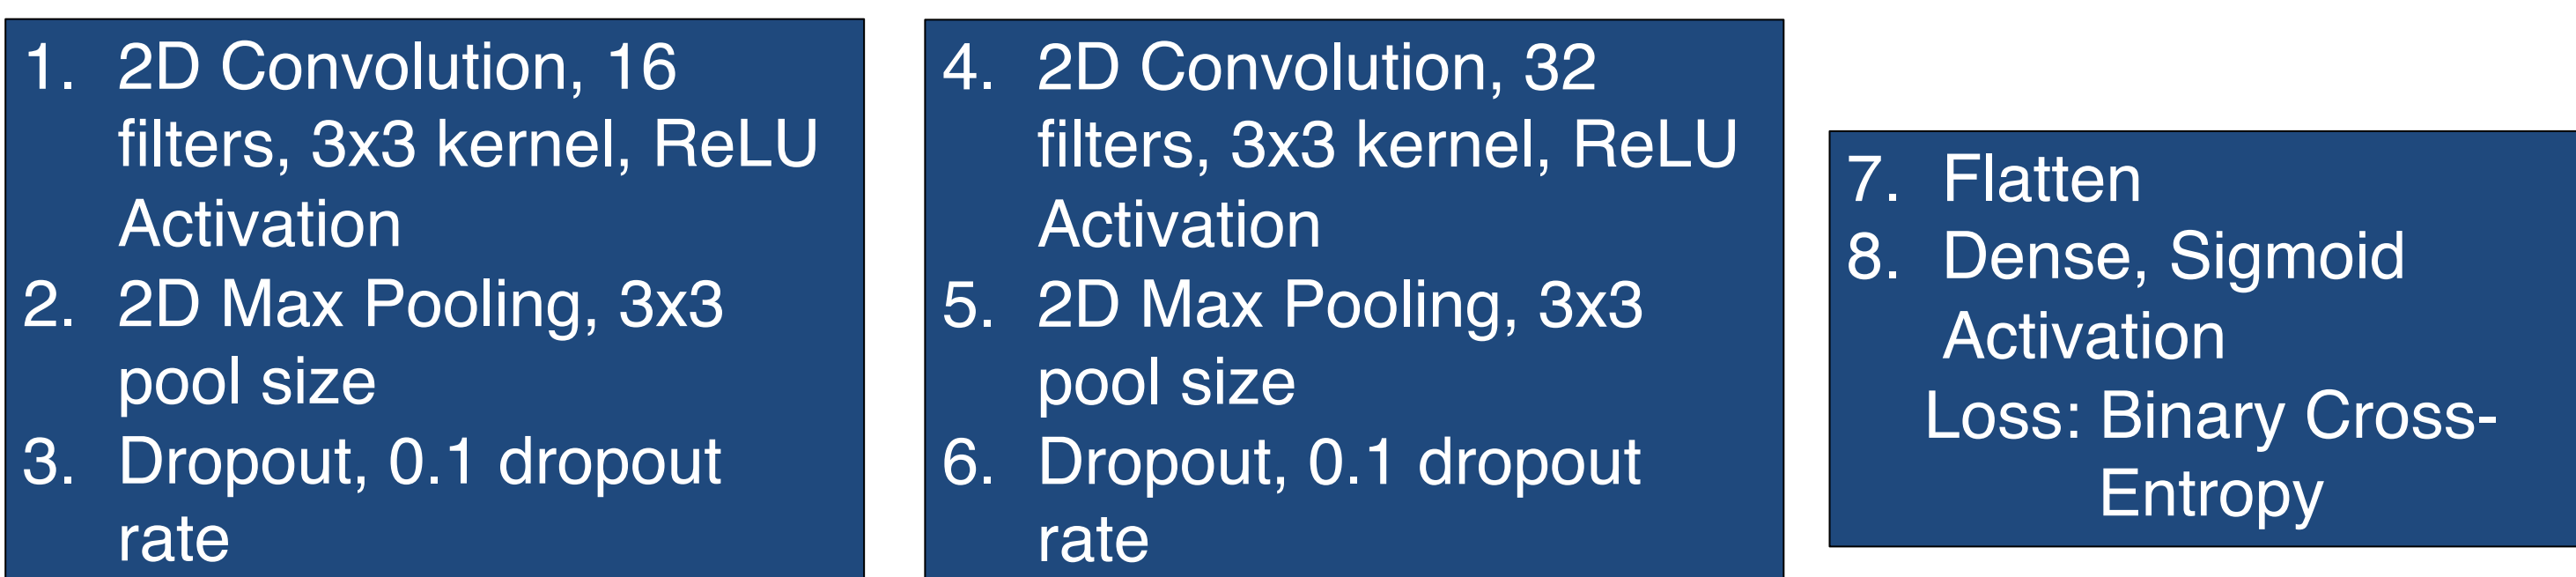 1. 2D Convolution, 16
filters, 3x3 kernel, ReLU
Activation
2. 2D Max Pooling, 3x3
pool size
3. Dropout, 0.1 dropout
rate
4. 2D Convolution, 32
filters, 3x3 kernel, ReLU
Activation
5. 2D Max Pooling, 3x3
pool size
6. Dropout, 0.1 dropout
rate
7. Flatten
8. Dense, Sigmoid
Activation
Loss: Binary Cross-
Entropy